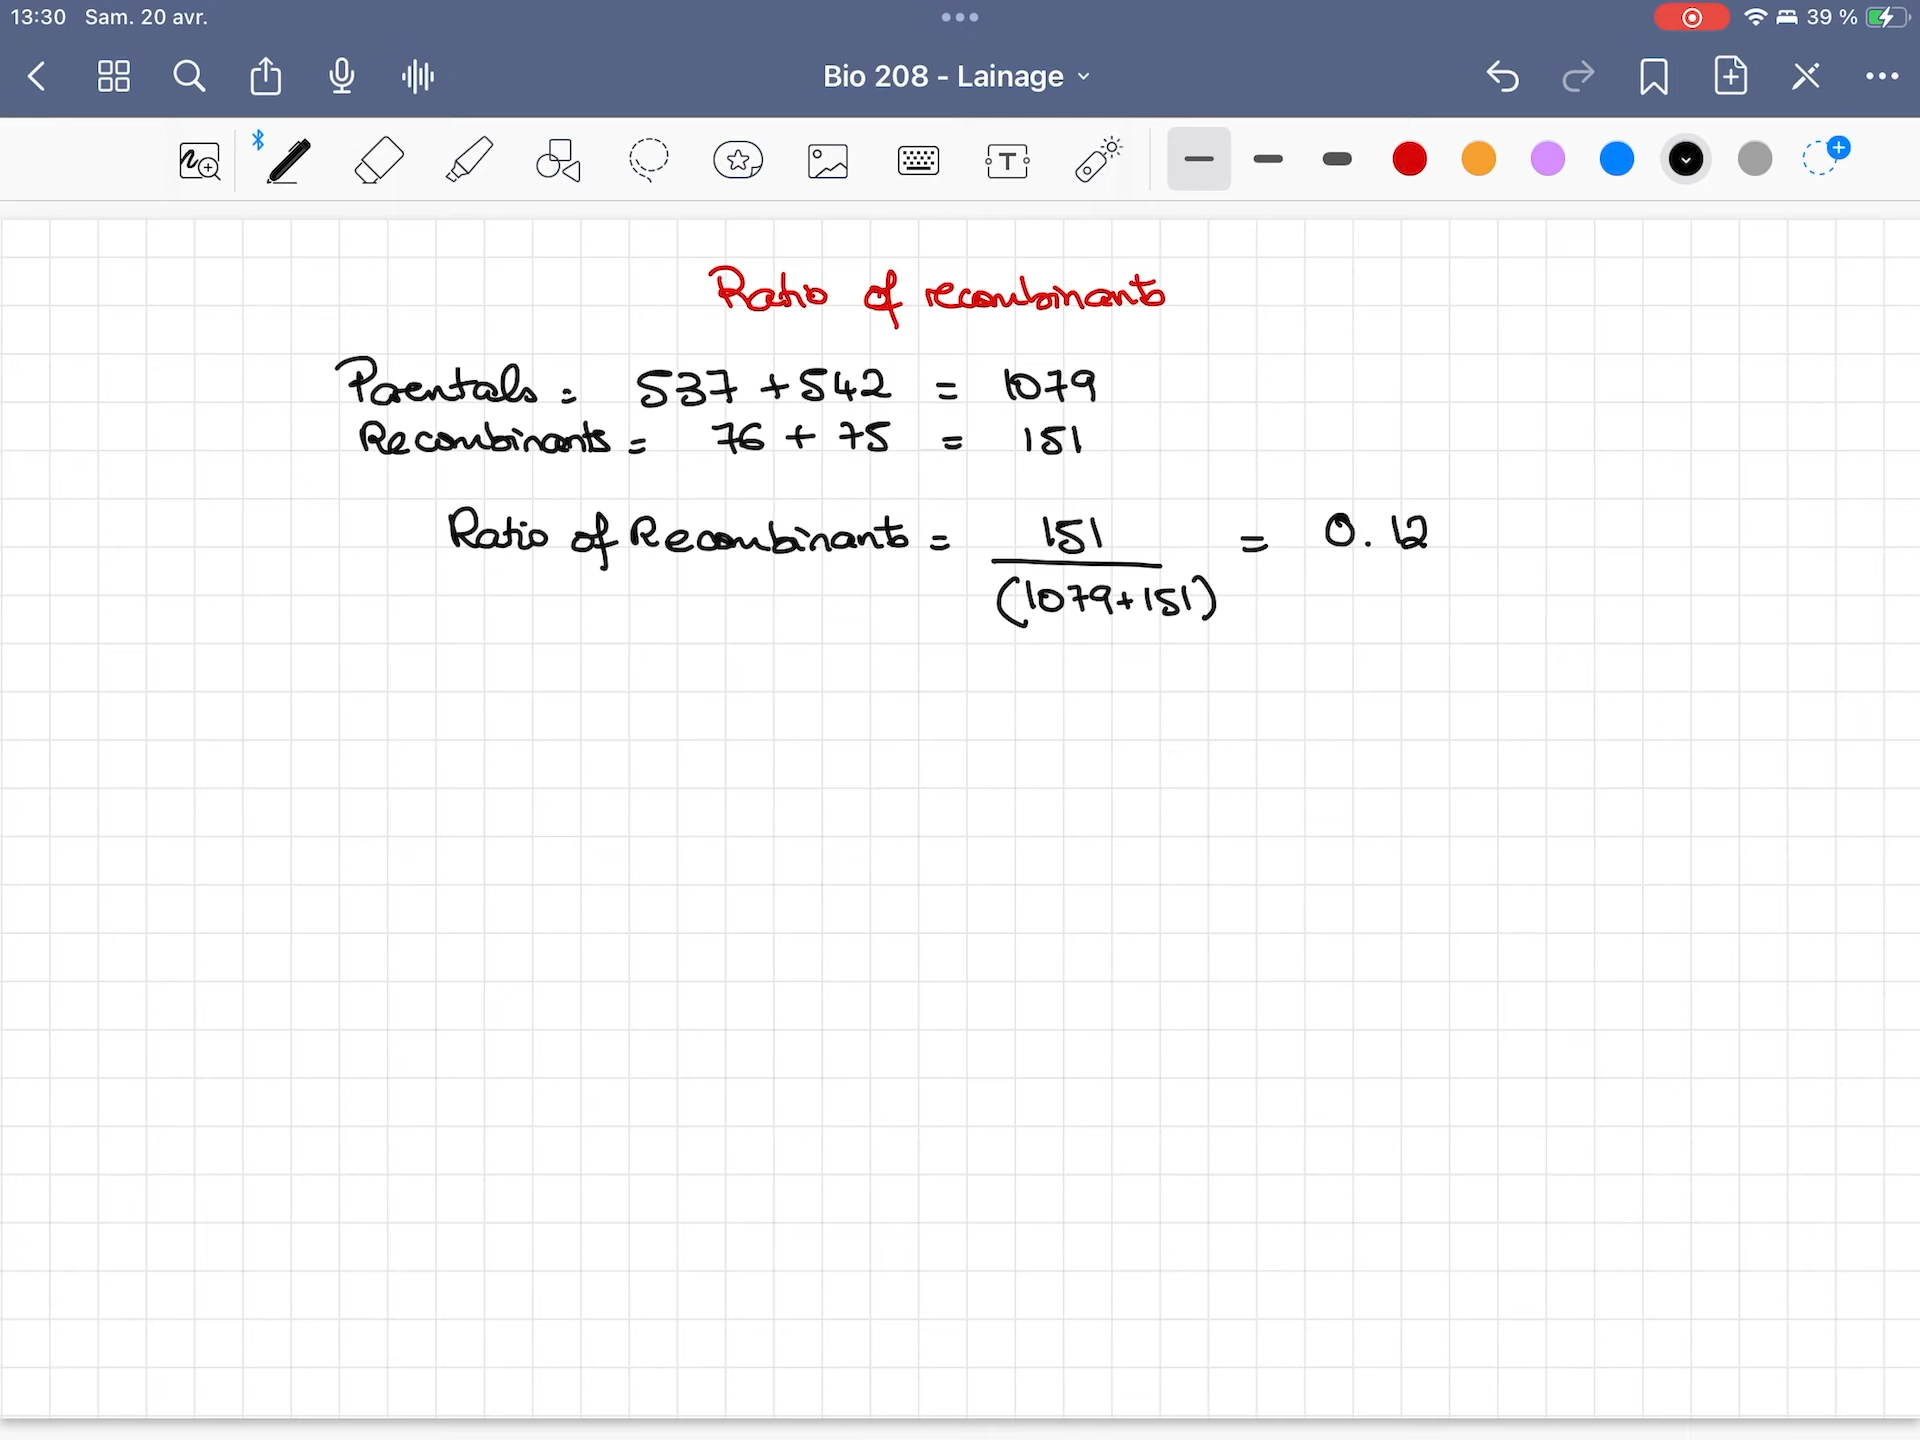 13:30 Sam. 20 avr. 39 %
Bio 208 - Lainage
Ratio of recombinants
Parentals = 537 + 542 = 1079
Recombinants = 76 + 75 = 151
Ratio of Recombinants = 151 / (1079+151) = 0.12